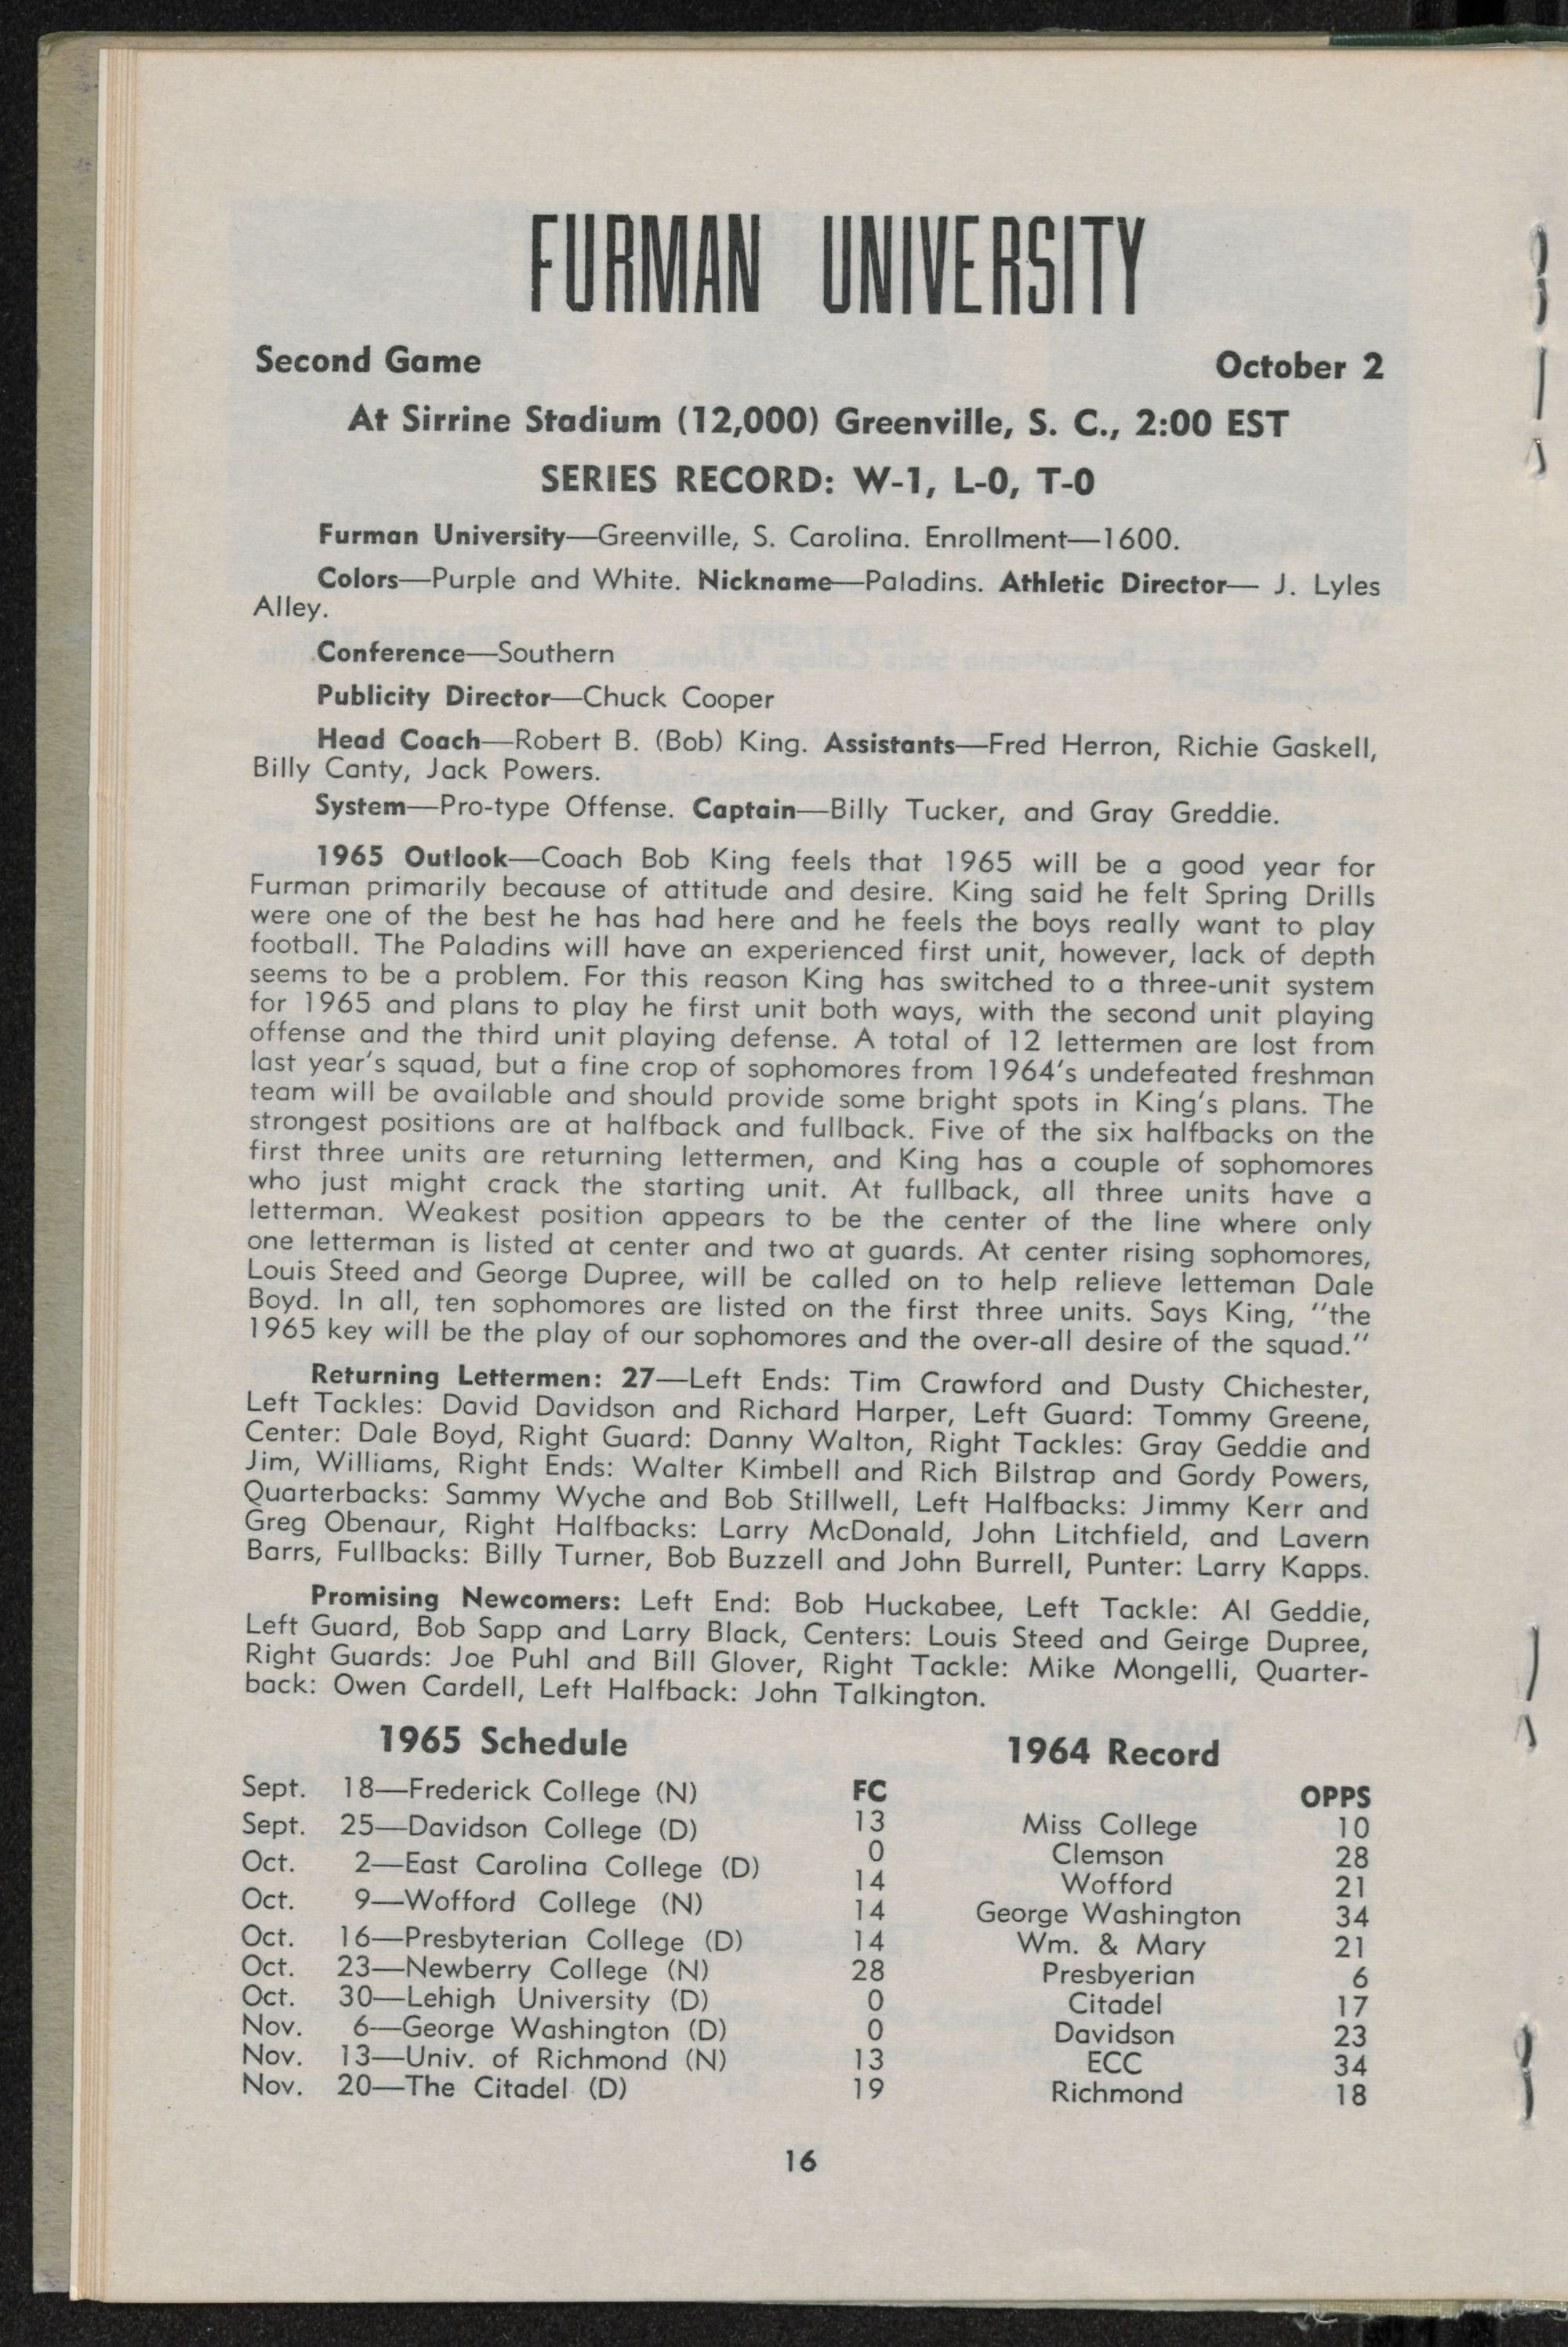 FURMAN UNIVERSITY
Second Game October 2
At Sirrine Stadium (12,000) Greenville, S. C., 2:00 EST
SERIES RECORD: W-1, L-0, T-0
Furman University—Greenville, S. Carolina. Enrollment—1600.
Colors—Purple and White. Nickname—Paladins. Athletic Director— J. Lyles
Alley.
Conference—Southern
Publicity Director—Chuck Cooper
Head Coach—Robert B. (Bob) King. Assistants—Fred Herron, Richie Gaskell,
Billy Canty, Jack Powers.
System—Pro-type Offense. Captain—Billy Tucker, and Gray Greddie.
1965 Outlook—Coach Bob King feels that 1965 will be a good year for
Furman primarily because of attitude and desire. King said he felt Spring Drills
were one of the best he has had here and he feels the boys really want to play
football. The Paladins will have an experienced first unit, however, lack of depth
seems to be a problem. For this reason King has switched to a three-unit system
for 1965 and plans to play he first unit both ways, with the second unit playing
offense and the third unit playing defense. A total of 12 lettermen are lost from
last year's squad, but a fine crop of sophomores from 1964's undefeated freshman
team will be available and should provide some bright spots in King's plans. The
strongest positions are at halfback and fullback. Five of the six halfbacks on the
first three units are returning lettermen, and King has a couple of sophomores
who just might crack the starting unit. At fullback, all three units have a
letterman. Weakest position appears to be the center of the line where only
one letterman is listed at center and two at guards. At center rising sophomores,
Louis Steed and George Dupree, will be called on to help relieve letteman Dale
Boyd. In all, ten sophomores are listed on the first three units. Says King, "the
1965 key will be the play of our sophomores and the over-all desire of the squad."
Returning Lettermen: 27—Left Ends: Tim Crawford and Dusty Chichester,
Left Tackles: David Davidson and Richard Harper, Left Guard: Tommy Greene,
Center: Dale Boyd, Right Guard: Danny Walton, Right Tackles: Gray Geddie and
Jim, Williams, Right Ends: Walter Kimbell and Rich Bilstrap and Gordy Powers,
Quarterbacks: Sammy Wyche and Bob Stillwell, Left Halfbacks: Jimmy Kerr and
Greg Obenaur, Right Halfbacks: Larry McDonald, John Litchfield, and Lavern
Barrs, Fullbacks: Billy Turner, Bob Buzzell and John Burrell, Punter: Larry Kapps.
Promising Newcomers: Left End: Bob Huckabee, Left Tackle: Al Geddie,
Left Guard, Bob Sapp and Larry Black, Centers: Louis Steed and Geirge Dupree,
Right Guards: Joe Puhl and Bill Glover, Right Tackle: Mike Mongelli, Quarter-
back: Owen Cardell, Left Halfback: John Talkington.
1965 Schedule
Sept. 18—Frederick College (N)
Sept. 25—Davidson College (D)
Oct. 2—East Carolina College (D)
Oct. 9—Wofford College (N)
Oct. 16—Presbyterian College (D)
Oct. 23—Newberry College (N)
Oct. 30—Lehigh University (D)
Nov. 6—George Washington (D)
Nov. 13—Univ. of Richmond (N)
Nov. 20—The Citadel (D)
1964 Record
FC OPPS
13 Miss College 10
0 Clemson 28
14 Wofford 21
14 George Washington 34
14 Wm. & Mary 21
28 Presbyerian 6
0 Citadel 17
0 Davidson 23
13 ECC 34
19 Richmond 18
16